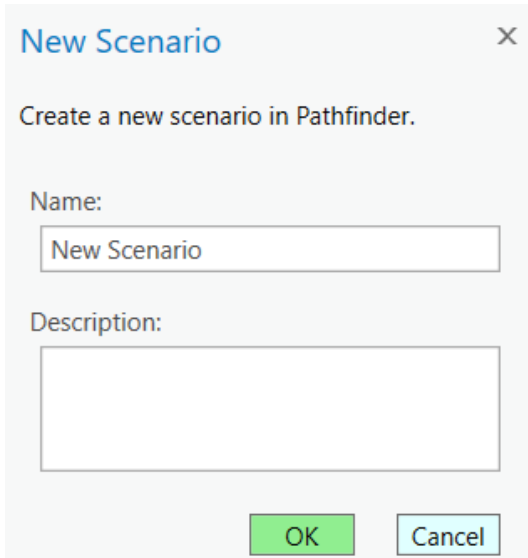 New Scenario
Create a new scenario in Pathfinder.
Name:
New Scenario
Description:
OK Cancel